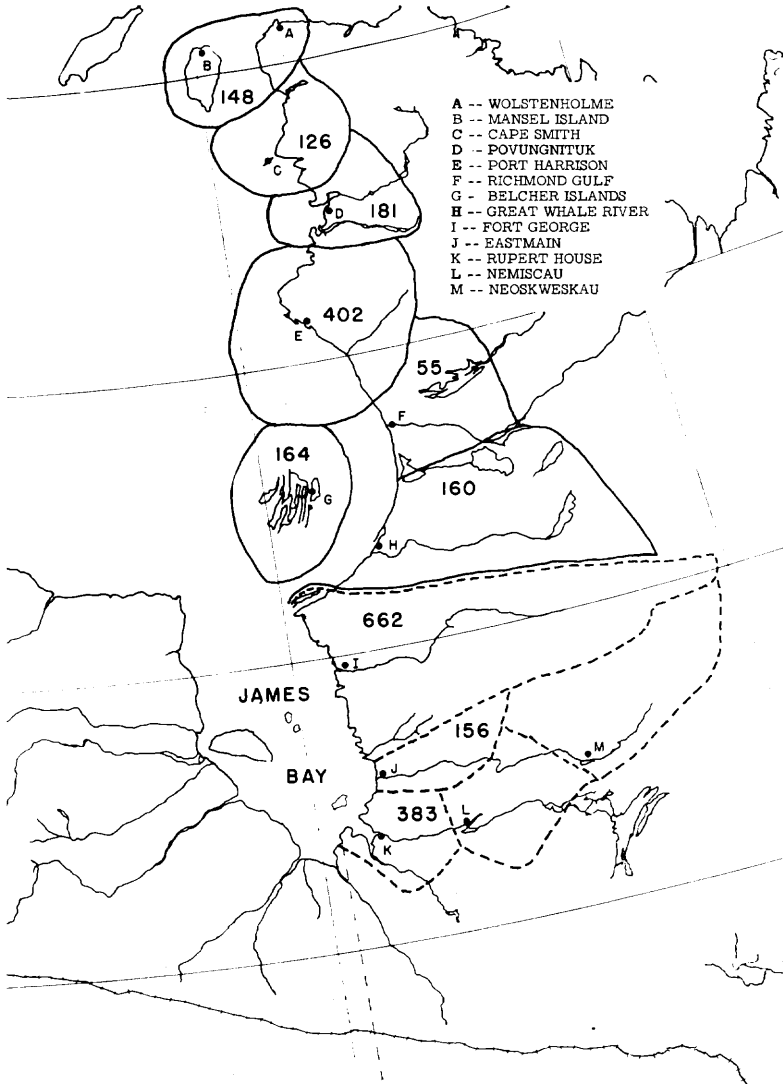 A
B
148
A -- WOLSTENHOLME
B -- MANSEL ISLAND
C -- CAPE SMITH
D -- POVUNGNITUK
E -- PORT HARRISON
F -- RICHMOND GULF
G - BELCHER ISLANDS
H -- GREAT WHALE RIVER
I -- FORT GEORGE
J -- EASTMAIN
K -- RUPERT HOUSE
L -- NEMISCAU
M -- NEOSKWESKAU
126
C
D
181
402
E
55
F
164
160
G
H
662
I
JAMES
156
M
BAY
J
383
L
K